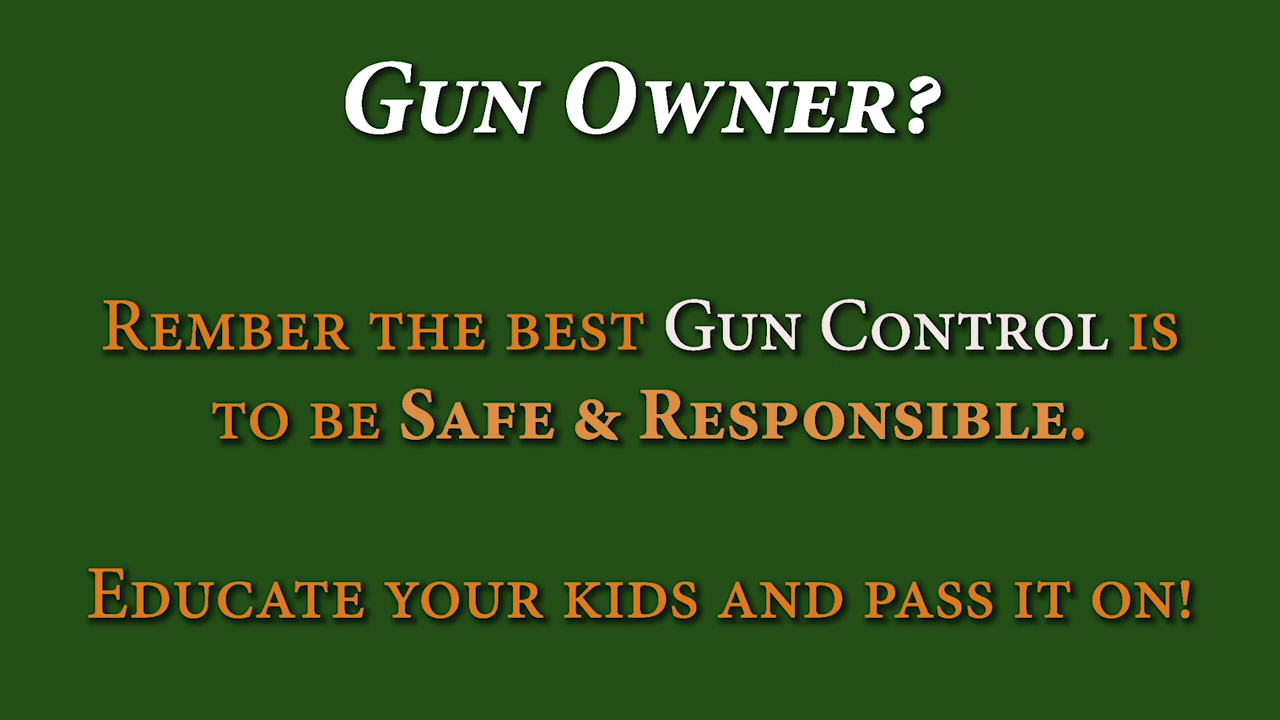 Gun Owner?
Rember the best Gun Control is
to be Safe & Responsible.
Educate your kids and pass it on!